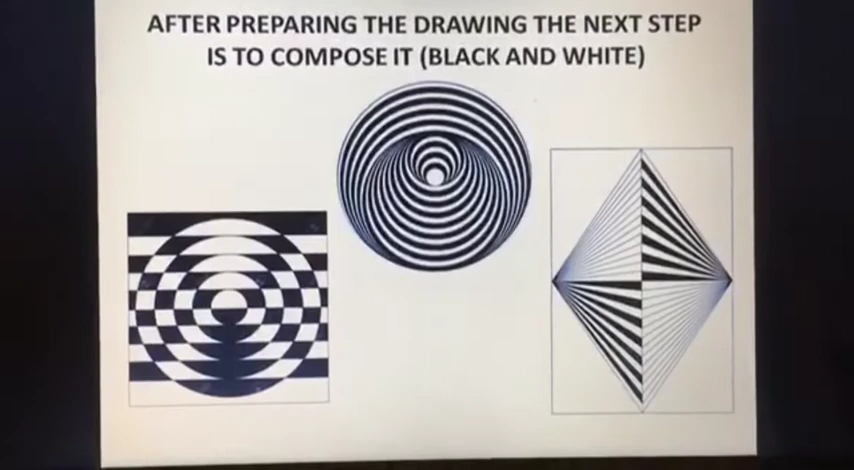 AFTER PREPARING THE DRAWING THE NEXT STEP
IS TO COMPOSE IT (BLACK AND WHITE)